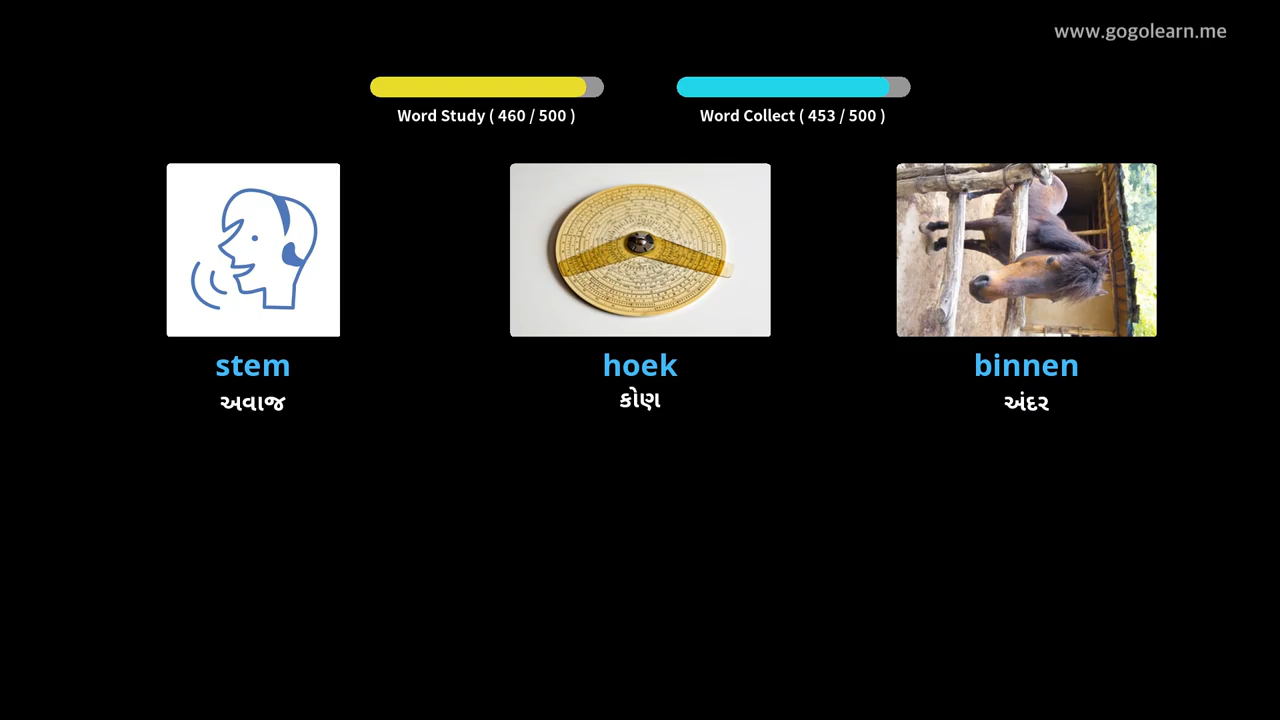 www.gogolearn.me
Word Study ( 460 / 500 )
Word Collect ( 453 / 500 )
stem
અવાજ
hoek
કોણ
binnen
અંદર